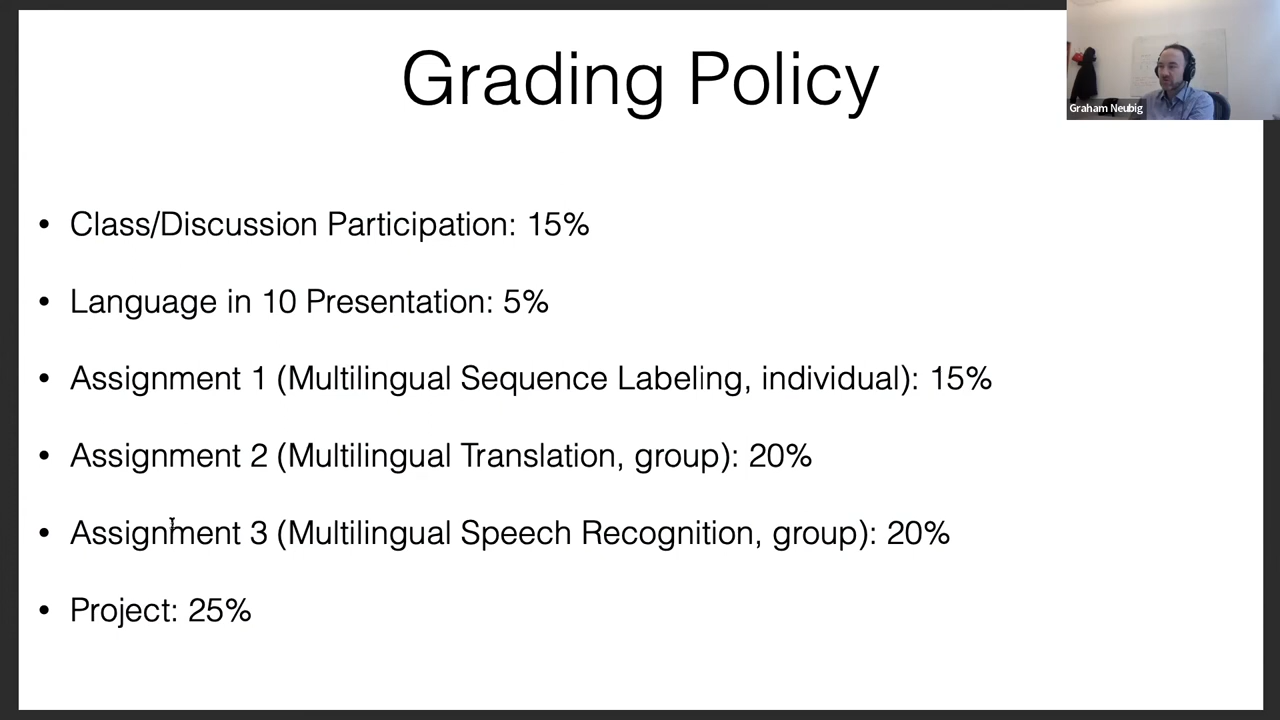 Grading Policy
Graham Neubig
• Class/Discussion Participation: 15%
• Language in 10 Presentation: 5%
• Assignment 1 (Multilingual Sequence Labeling, individual): 15%
• Assignment 2 (Multilingual Translation, group): 20%
• Assignment 3 (Multilingual Speech Recognition, group): 20%
• Project: 25%